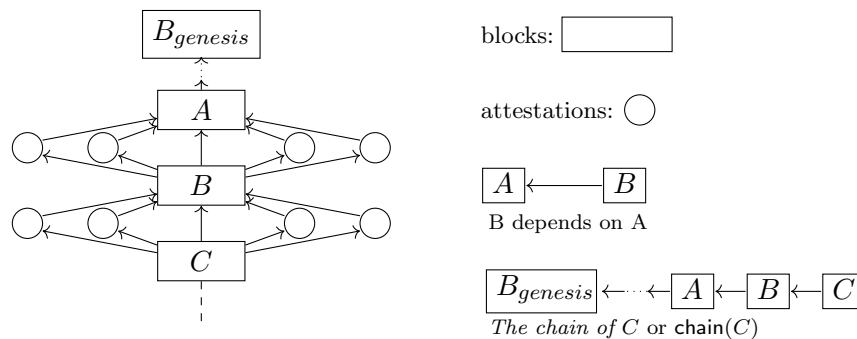 B_genesis
A
B
C
blocks:
attestations:
A B
B depends on A
B_genesis A B C
The chain of C or chain(C)